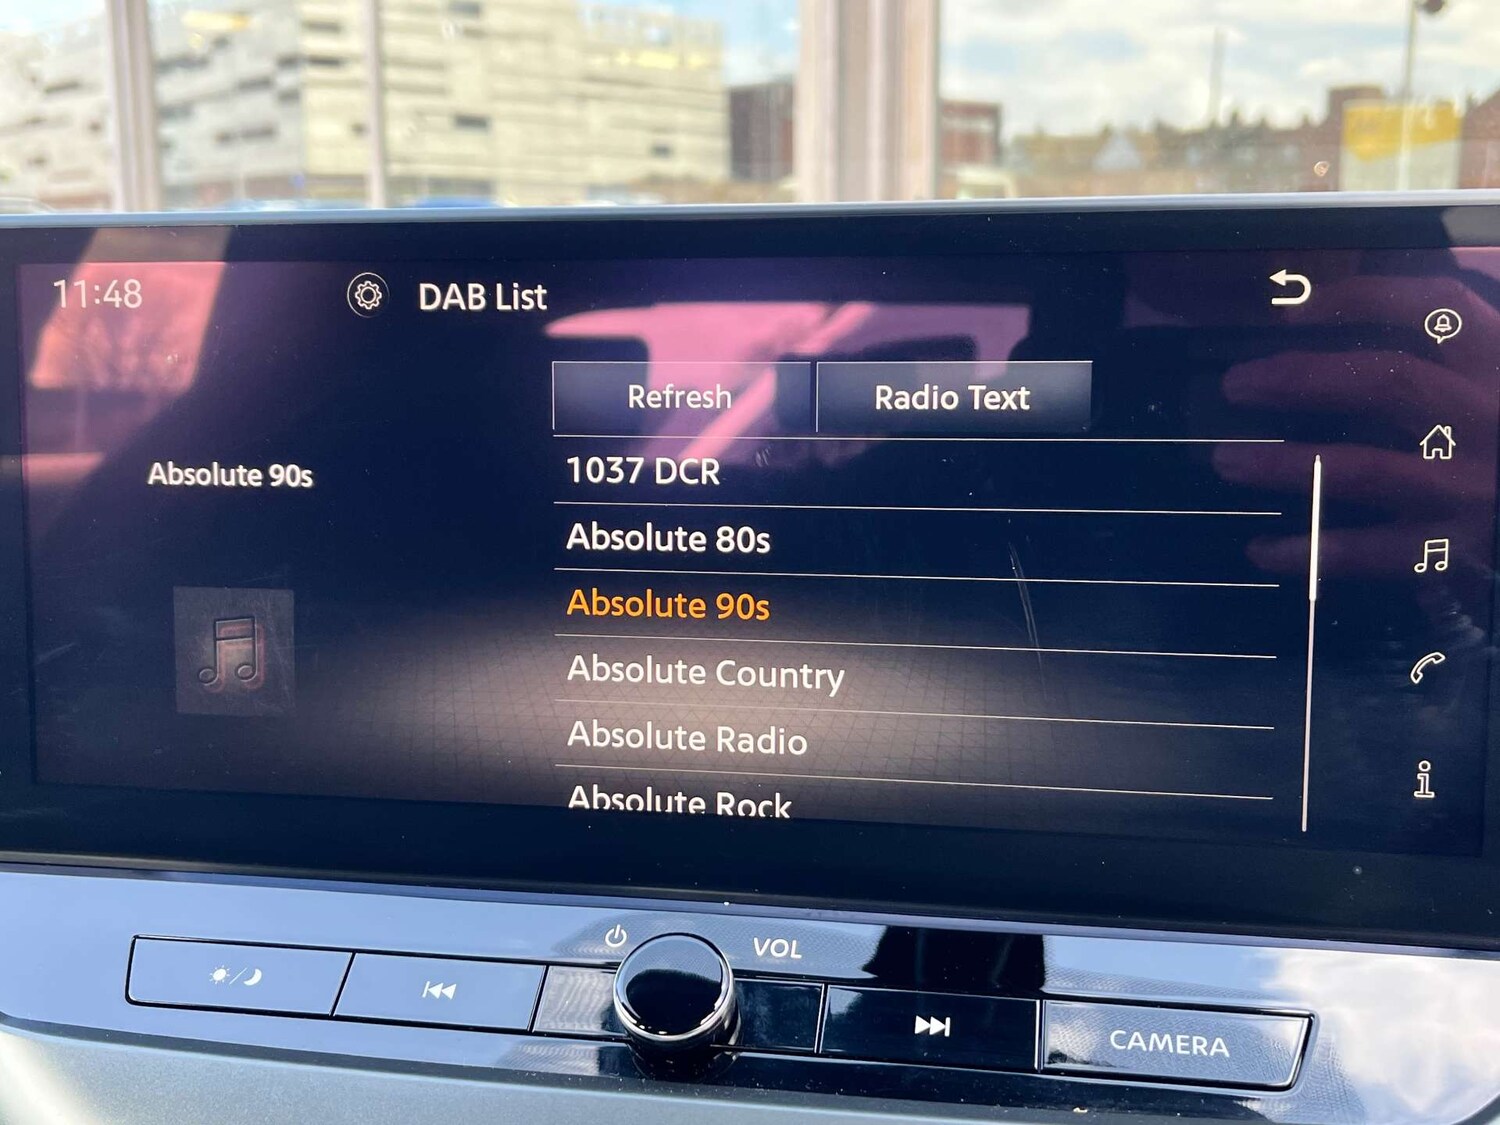 11:48
DAB List
Refresh
Radio Text
Absolute 90s
1037 DCR
Absolute 80s
Absolute 90s
Absolute Country
Absolute Radio
Absolute Rock
VOL
CAMERA